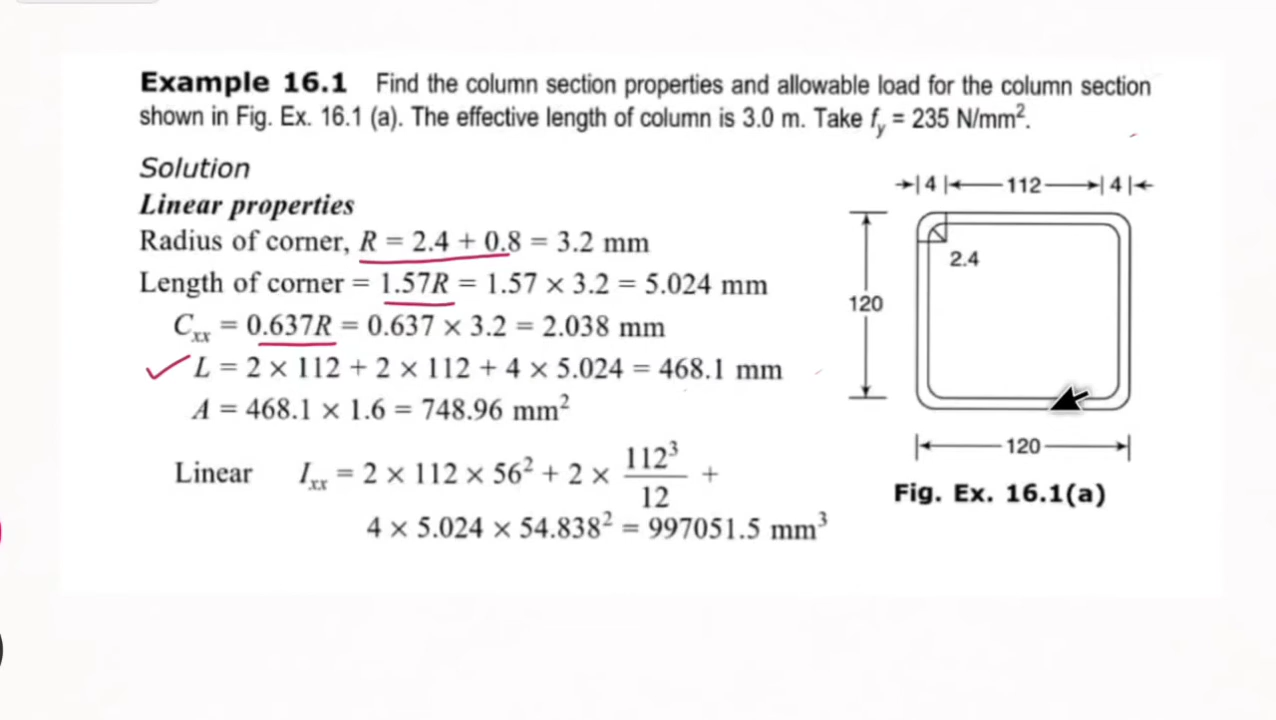 Example 16.1 Find the column section properties and allowable load for the column section
shown in Fig. Ex. 16.1 (a). The effective length of column is 3.0 m. Take f_y = 235 N/mm².
Solution
Linear properties
Radius of corner, R = 2.4 + 0.8 = 3.2 mm
Length of corner = 1.57R = 1.57 × 3.2 = 5.024 mm
C_xx = 0.637R = 0.637 × 3.2 = 2.038 mm
L = 2 × 112 + 2 × 112 + 4 × 5.024 = 468.1 mm
A = 468.1 × 1.6 = 748.96 mm²
Linear I_xx = 2 × 112 × 56² + 2 × 112³/12 +
4 × 5.024 × 54.838² = 997051.5 mm³
4 112 4
2.4
120
120
Fig. Ex. 16.1(a)